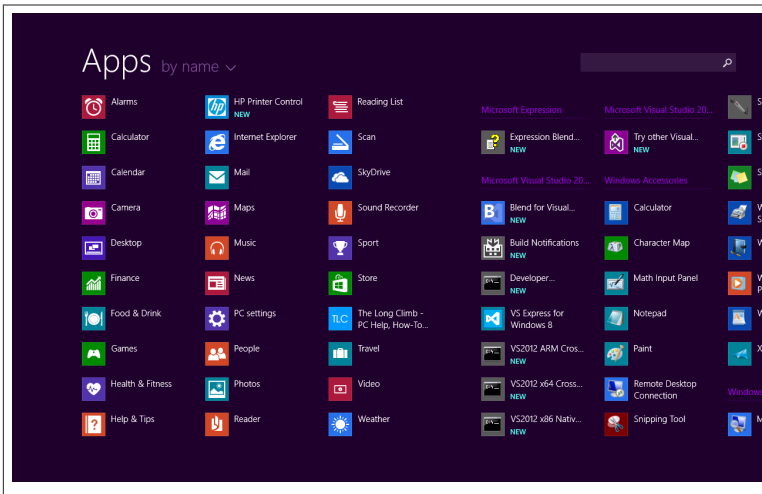 Apps by name
Alarms
Calculator
Calendar
Camera
Desktop
Finance
Food & Drink
Games
Health & Fitness
Help & Tips
HP Printer Control
NEW
Internet Explorer
Mail
Maps
Music
News
PC settings
People
Photos
Reader
Reading List
Scan
SkyDrive
Sound Recorder
Sport
Store
TLC
The Long Climb -
PC Help, How-To...
Travel
Video
Weather
Microsoft Expression
Expression Blend...
NEW
Microsoft Visual Studio 20...
Blend for Visual...
NEW
Build Notifications
NEW
Developer...
NEW
VS Express for
Windows 8
VS2012 ARM Cros...
NEW
VS2012 x64 Cross...
NEW
VS2012 x86 Nativ...
NEW
Microsoft Visual Studio 20...
Try other Visual...
NEW
Windows Accessories
Calculator
Character Map
Math Input Panel
Notepad
Paint
Remote Desktop
Connection
Snipping Tool